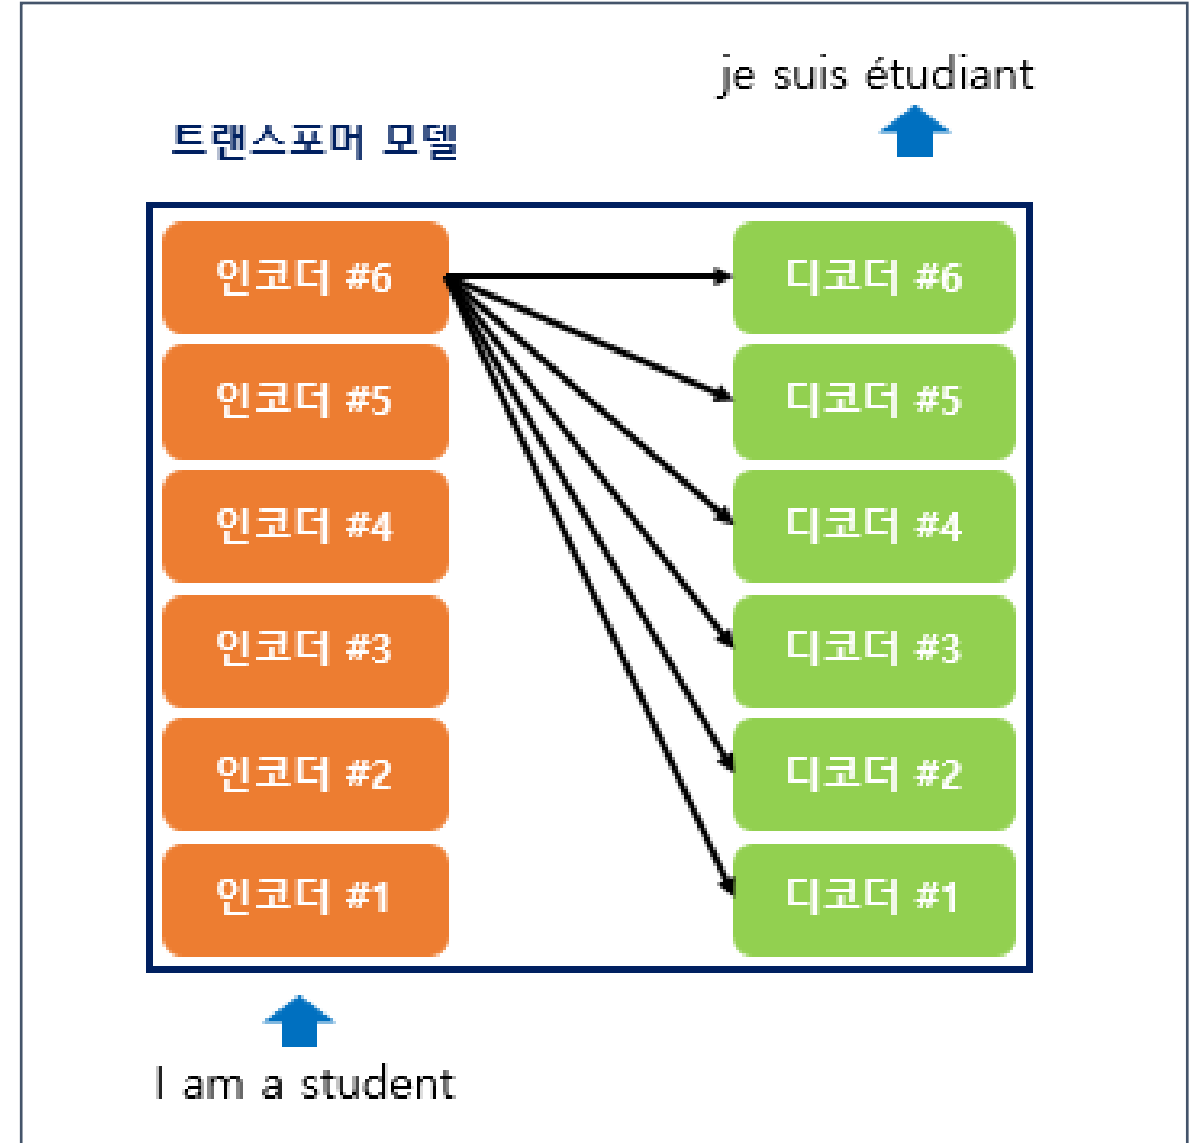 je suis étudiant
트랜스포머 모델
인코더 #6
디코더 #6
인코더 #5
디코더 #5
인코더 #4
디코더 #4
인코더 #3
디코더 #3
인코더 #2
디코더 #2
인코더 #1
디코더 #1
I am a student